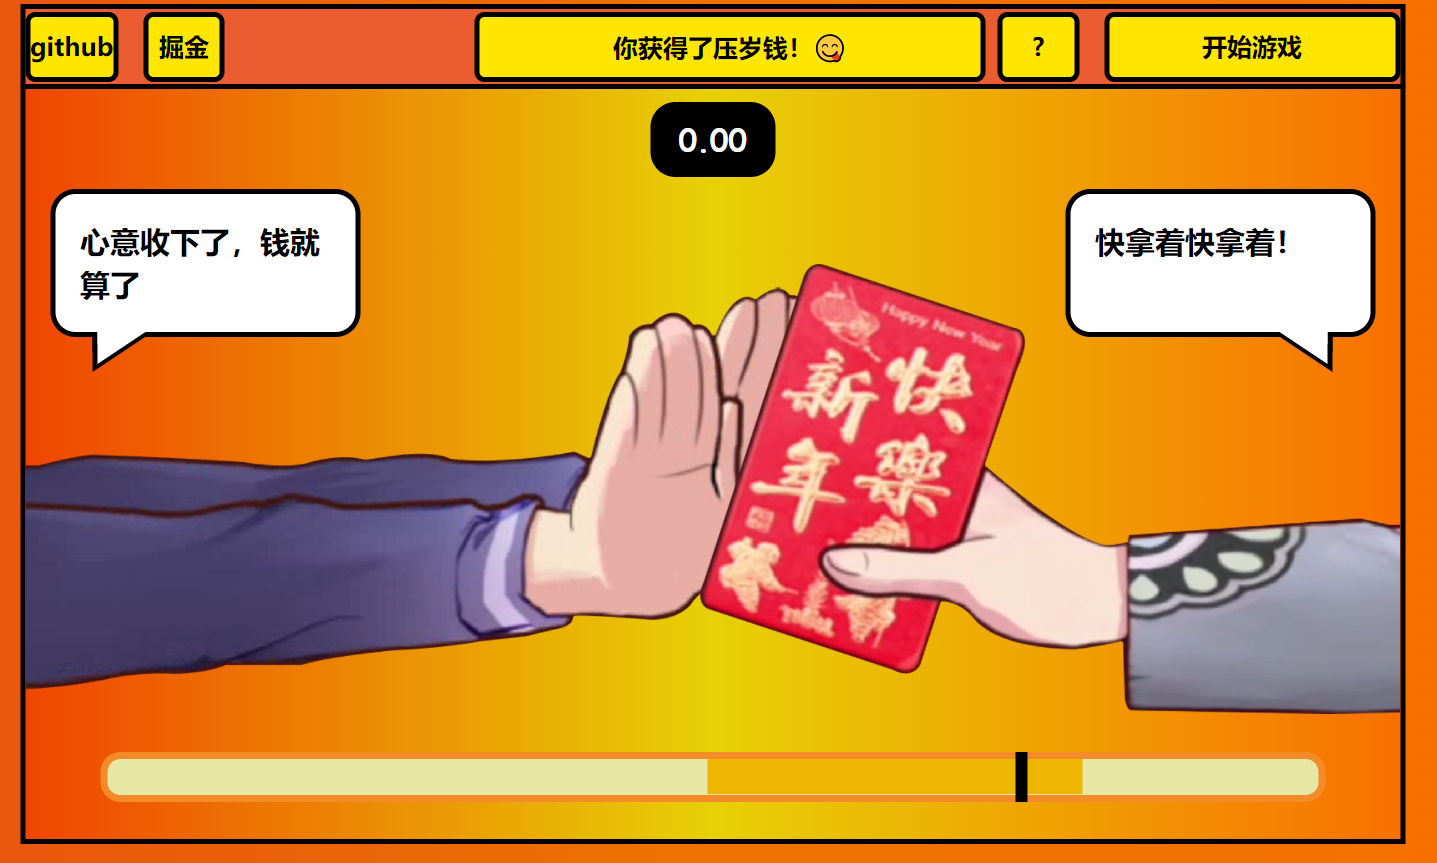 github
掘金
你获得了压岁钱！😋
?
开始游戏
0.00
心意收下了，钱就
算了
快拿着快拿着！
Happy New Year
新快
年樂